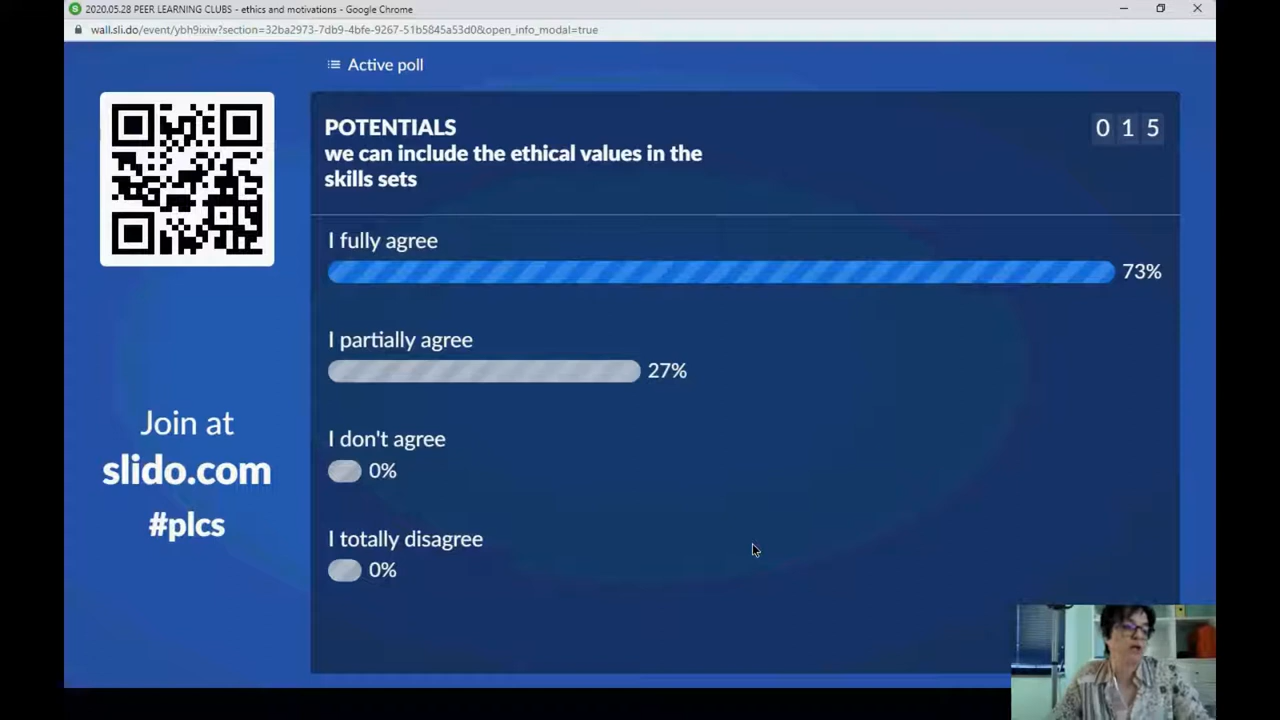 2020.05.28 PEER LEARNING CLUBS - ethics and motivations - Google Chrome
wall.sli.do/event/ybh9ixiw?section=32ba2973-7db9-4bfe-9267-51b5845a53d0&open_info_modal=true
Active poll
POTENTIALS
we can include the ethical values in the
skills sets
0 1 5
I fully agree
73%
I partially agree
27%
I don't agree
0%
I totally disagree
0%
Join at
slido.com
#plcs